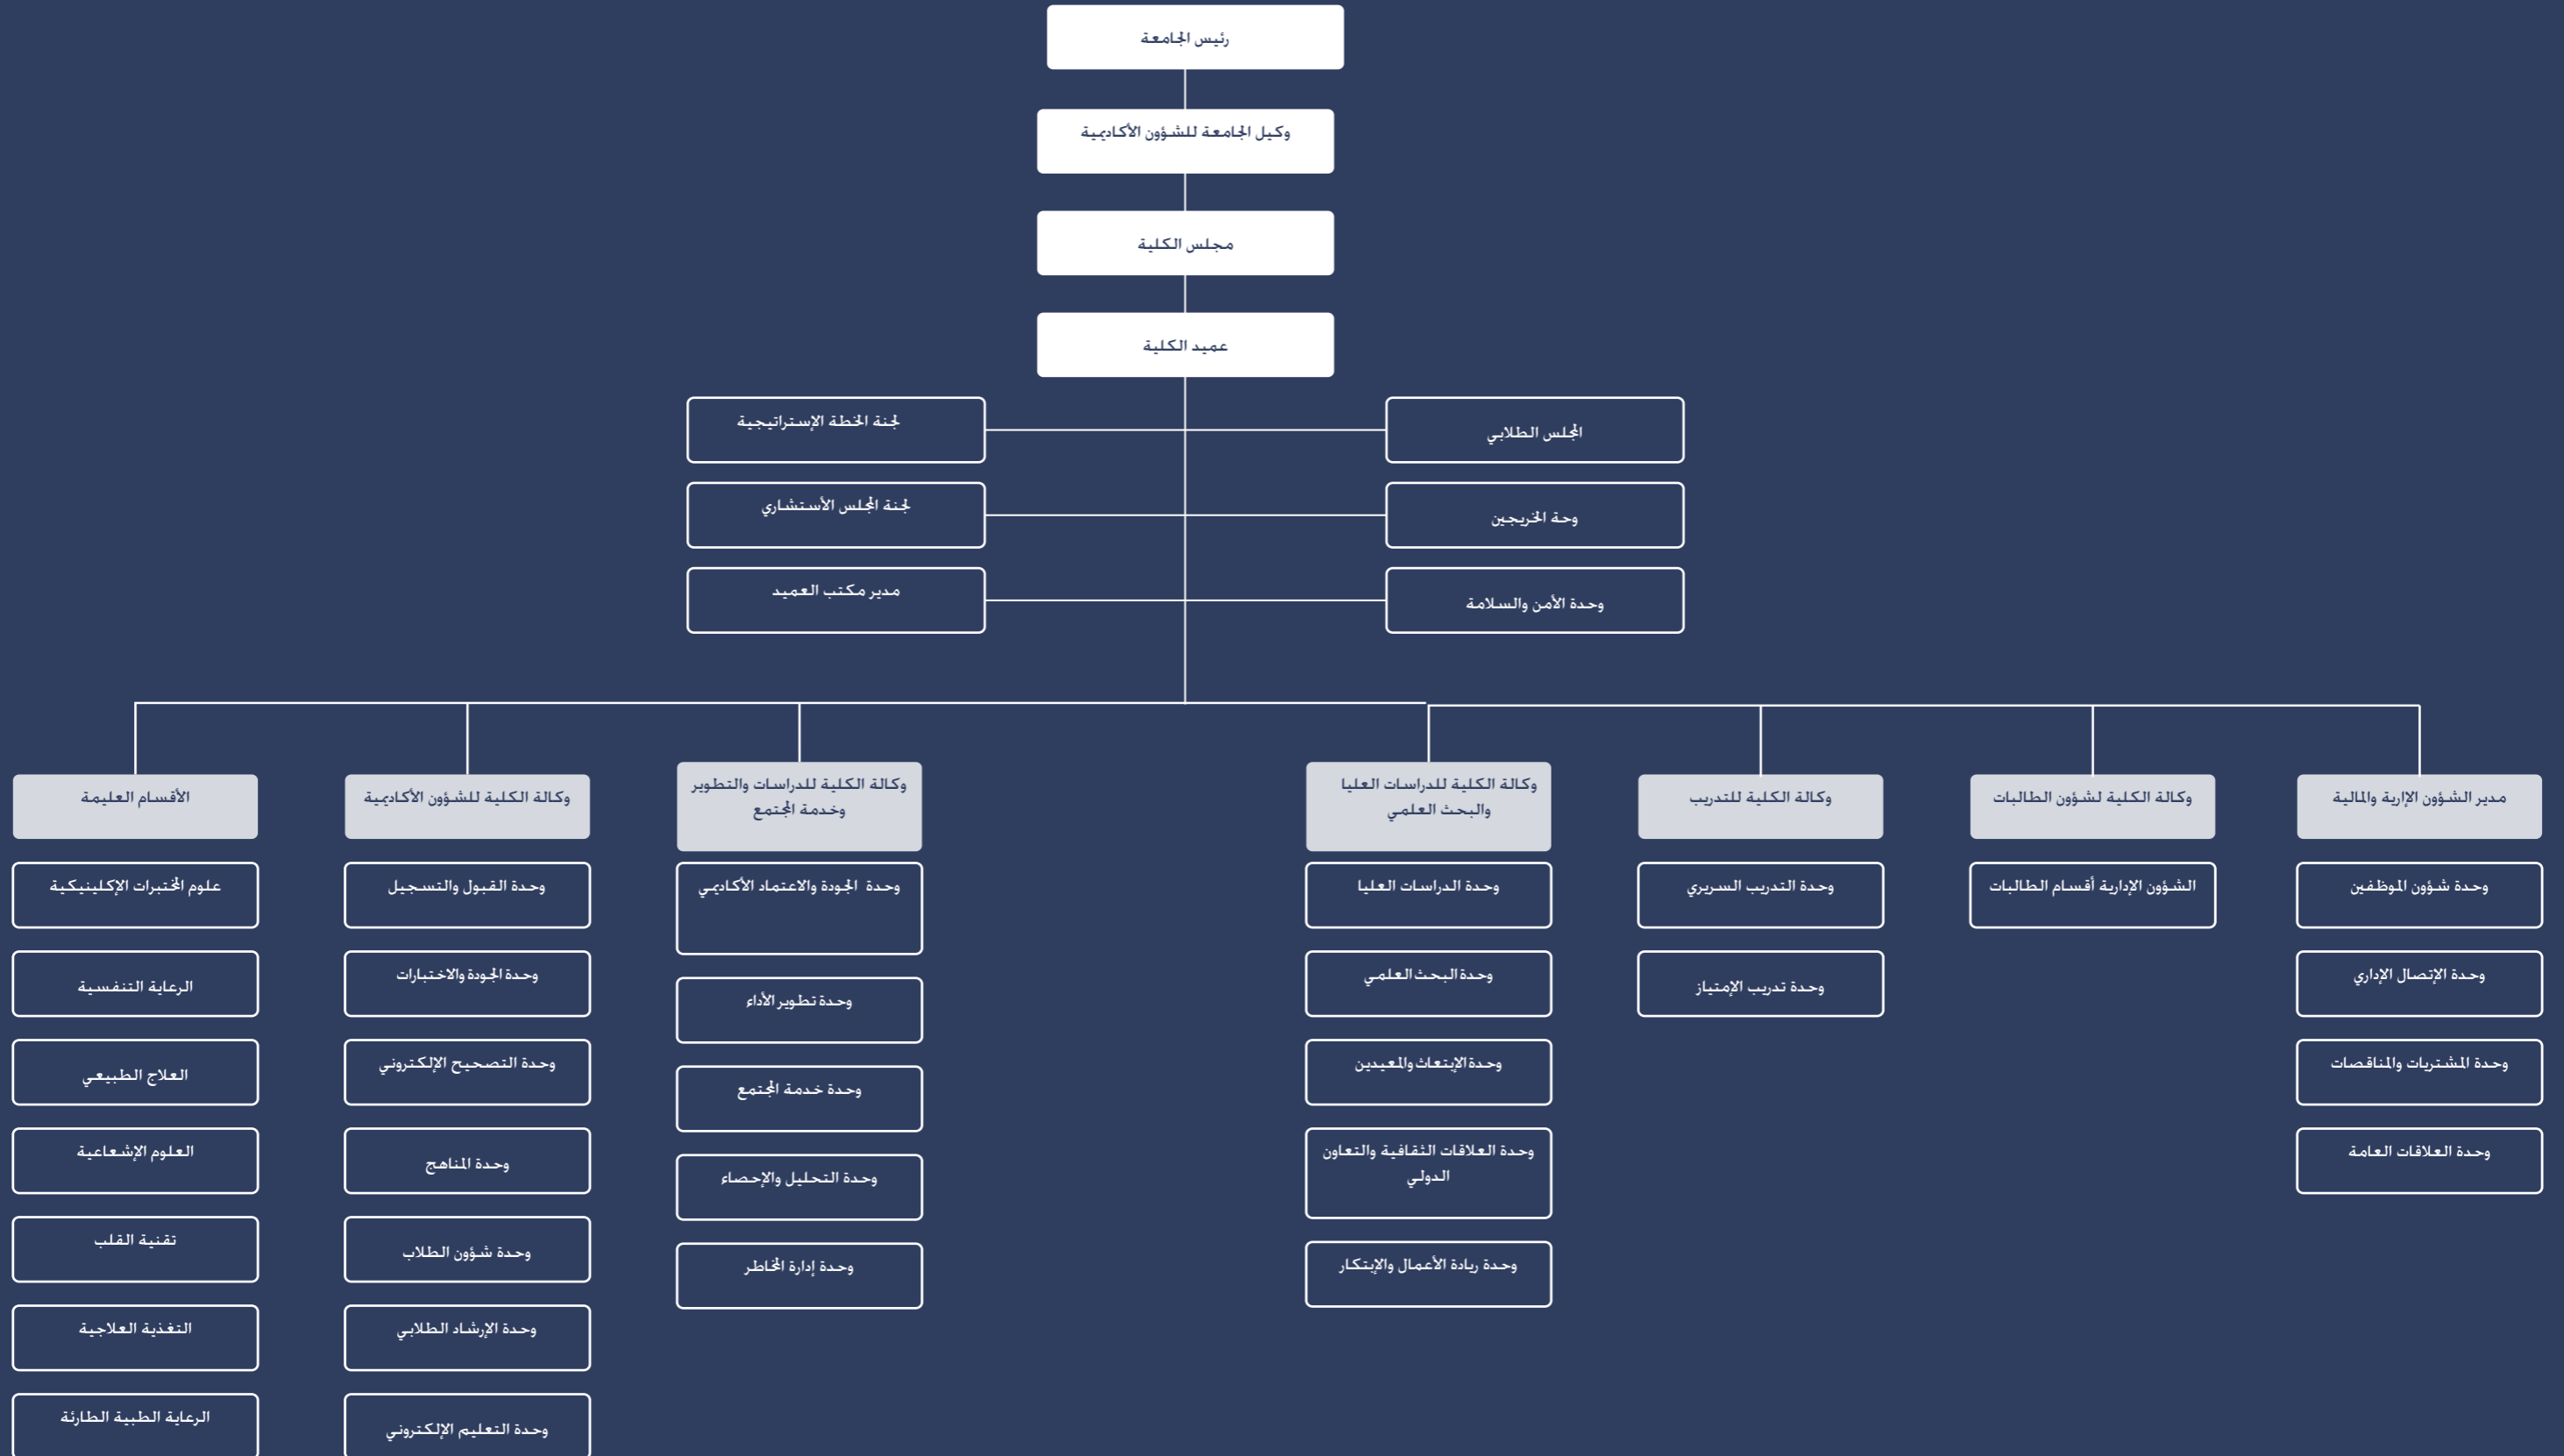 رئيس الجامعة
وكيل الجامعة للشؤون الأكاديمية
مجلس الكلية
عميد الكلية
المجلس الطلابي
لجنة الخطة الإستراتيجية
وحة الخريجين
لجنة المجلس الأستشاري
وحدة الأمن والسلامة
مدير مكتب العميد
مدير الشؤون الإارية والمالية
وحدة شؤون الموظفين
وحدة الإتصال الإداري
وحدة المشتريات والمناقصات
وحدة العلاقات العامة
وكالة الكلية لشؤون الطالبات
الشؤون الإدارية أقسام الطالبات
وكالة الكلية للتدريب
وحدة التدريب السريري
وحدة تدريب الإمتياز
وكالة الكلية للدراسات العليا
والبحث العلمي
وحدة الدراسات العليا
وحدة البحث العلمي
وحدة الإبتعاث والمعيدين
وحدة العلاقات الثقافية والتعاون
الدولي
وحدة ريادة الأعمال والإبتكار
وكالة الكلية للدراسات والتطوير
وخدمة المجتمع
وحدة الجودة والاعتماد الأكاديمي
وحدة تطوير الأداء
وحدة خدمة المجتمع
وحدة التحليل والإحصاء
وحدة إدارة المخاطر
وكالة الكلية للشؤون الأكاديمية
وحدة القبول والتسجيل
وحدة الجودة والاختبارات
وحدة التصحيح الإلكتروني
وحدة المناهج
وحدة شؤون الطلاب
وحدة الإرشاد الطلابي
وحدة التعليم الإلكتروني
الأقسام العليمة
علوم المختبرات الإكلينيكية
الرعاية التنفسية
العلاج الطبيعي
العلوم الإشعاعية
تقنية القلب
التغذية العلاجية
الرعاية الطبية الطارئة